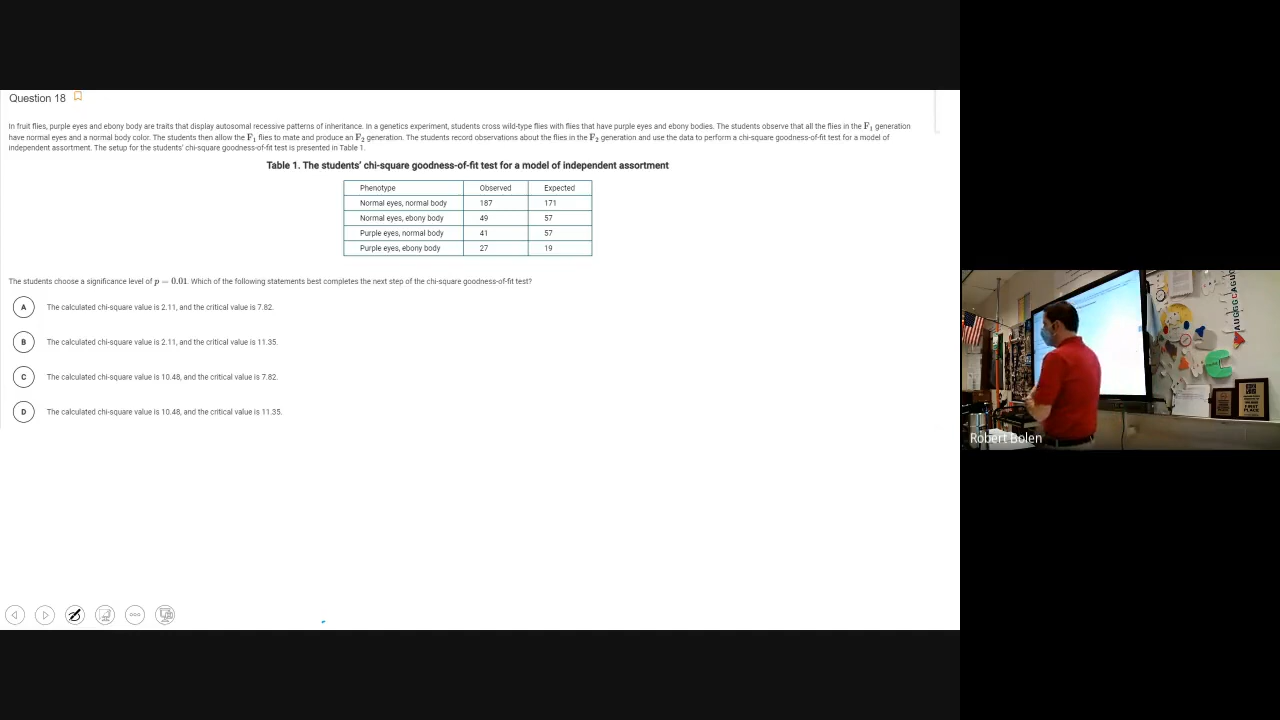 Question 18
In fruit flies, purple eyes and ebony body are traits that display autosomal recessive patterns of inheritance. In a genetics experiment, students cross wild-type flies with flies that have purple eyes and ebony bodies. The students observe that all the flies in the F₁ generation
have normal eyes and a normal body color. The students then allow the F₁ flies to mate and produce an F₂ generation. The students record observations about the flies in the F₂ generation and use the data to perform a chi-square goodness-of-fit test for a model of
independent assortment. The setup for the students' chi-square goodness-of-fit test is presented in Table 1.
Table 1. The students' chi-square goodness-of-fit test for a model of independent assortment
Phenotype Observed Expected
Normal eyes, normal body 187 171
Normal eyes, ebony body 49 57
Purple eyes, normal body 41 57
Purple eyes, ebony body 27 19
The students choose a significance level of p = 0.01. Which of the following statements best completes the next step of the chi-square goodness-of-fit test?
A The calculated chi-square value is 2.11, and the critical value is 7.82.
B The calculated chi-square value is 2.11, and the critical value is 11.35.
C The calculated chi-square value is 10.48, and the critical value is 7.82.
D The calculated chi-square value is 10.48, and the critical value is 11.35.
FIRST
PLACE
Robert Bolen